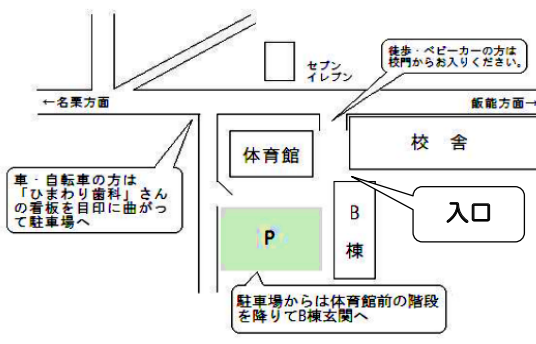 セブン
イレブン
徒歩・ベビーカーの方は
校門からお入りください。
←名栗方面
飯能方面→
体育館
校 舎
車・自転車の方は
「ひまわり歯科」さん
の看板を目印に曲がっ
て駐車場へ
B
棟
入口
P
駐車場からは体育館前の階段
を降りてB棟玄関へ